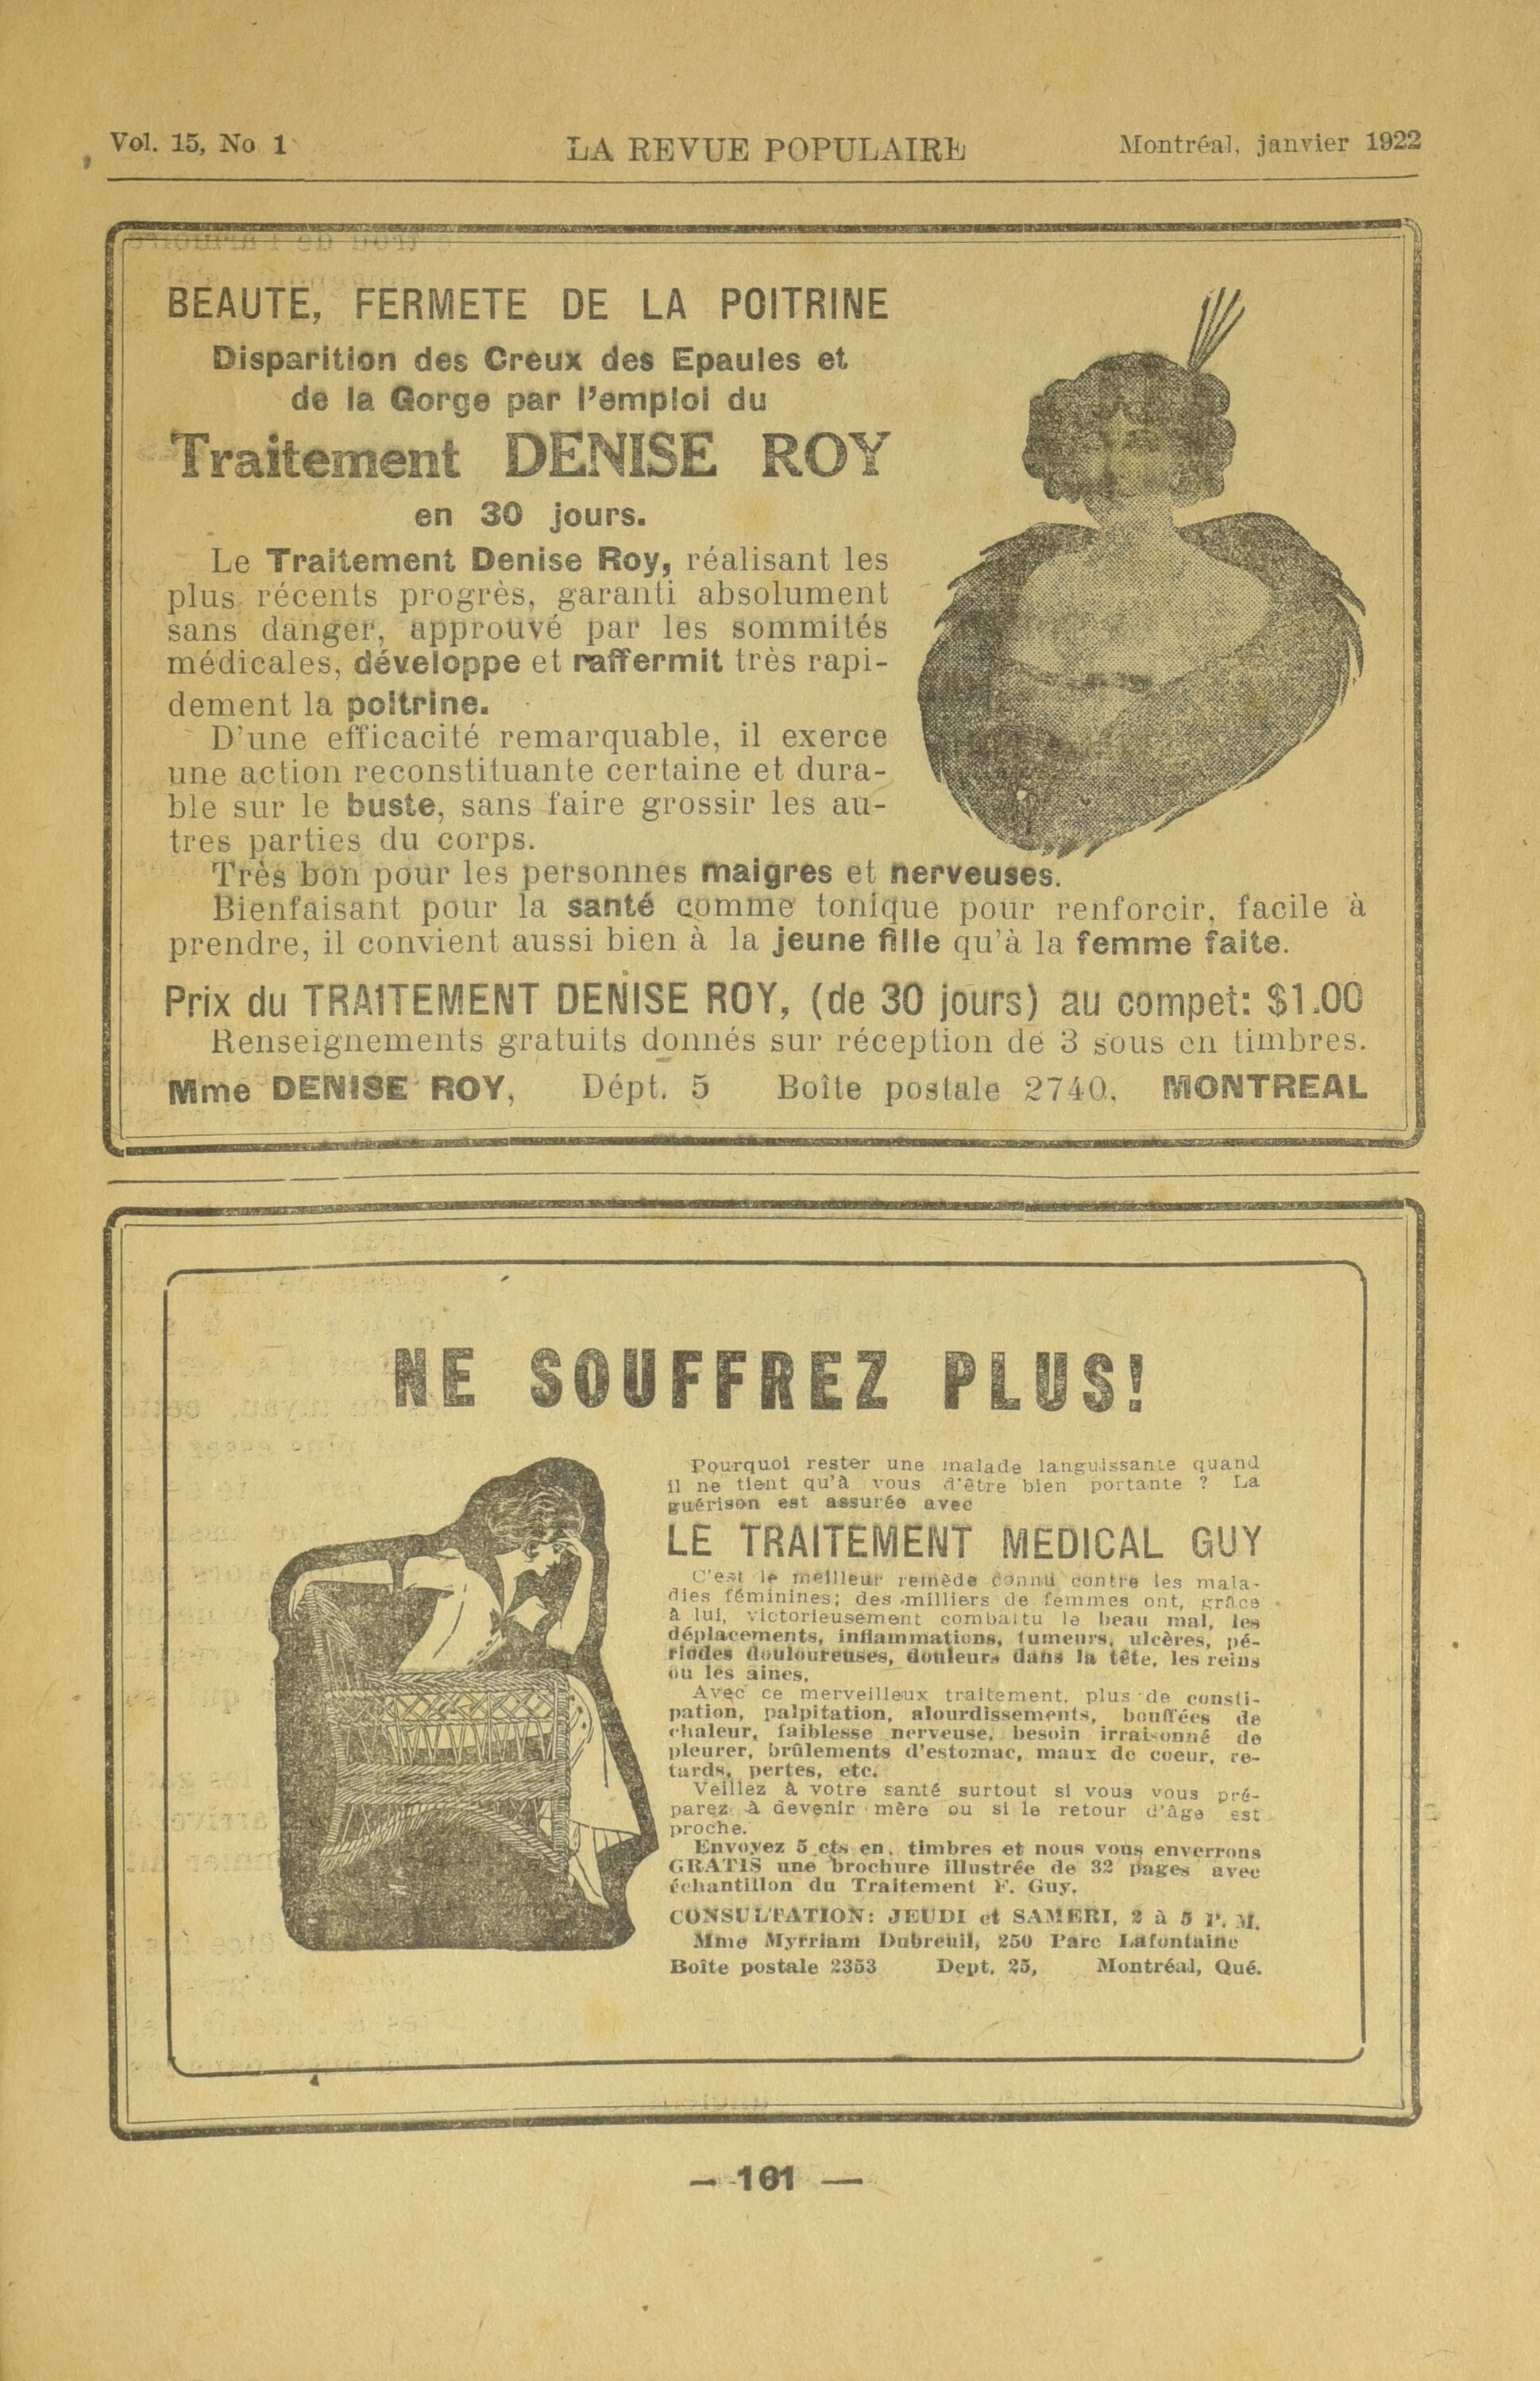 Vol. 15, No 1
LA REVUE POPULAIRE
Montréal, janvier 1922
BEAUTE, FERMETE DE LA POITRINE
Disparition des Creux des Epaules et
de la Gorge par l'emploi du
Traitement DENISE ROY
en 30 jours.
Le Traitement Denise Roy, réalisant les
plus récents progrès, garanti absolument
sans danger, approuvé par les sommités
médicales, développe et raffermit très rapi-
dement la poitrine.
D'une efficacité remarquable, il exerce
une action reconstituante certaine et dura-
ble sur le buste, sans faire grossir les au-
tres parties du corps.
Très bon pour les personnes maigres et nerveuses.
Bienfaisant pour la santé comme tonique pour renforcir, facile à
prendre, il convient aussi bien à la jeune fille qu'à la femme faite.
Prix du TRAITEMENT DENISE ROY, (de 30 jours) au compet: $1.00
Renseignements gratuits donnés sur réception de 3 sous en timbres.
Mme DENISE ROY, Dépt. 5 Boîte postale 2740, MONTREAL
NE SOUFFREZ PLUS!
Pourquoi rester une malade languissante quand
il ne tient qu'à vous d'être bien portante ? La
guérison est assurée avec
LE TRAITEMENT MEDICAL GUY
C'est le meilleur remède connu contre les mala-
dies féminines; des milliers de femmes ont, grâce
à lui, victorieusement combattu le beau mal, les
déplacements, inflammations, tumeurs, ulcères, pé-
riodes douloureuses, douleurs dans la tête, les reins
ou les aines.
Avec ce merveilleux traitement, plus de consti-
pation, palpitation, alourdissements, bouffées de
chaleur, faiblesse nerveuse, besoin irraisonné de
pleurer, brûlements d'estomac, maux de coeur, re-
tards, pertes, etc.
Veillez à votre santé surtout si vous vous pré-
parez à devenir mère ou si le retour d'âge est
proche.
Envoyez 5 cts en timbres et nous vous enverrons
GRATIS une brochure illustrée de 32 pages avec
échantillon du Traitement F. Guy.
CONSULTATION: JEUDI et SAMERI, 2 à 5 P. M.
Mme Myrriam Dubreuil, 250 Parc Lafontaine
Boîte postale 2353 Dept. 25, Montréal, Qué.
— 161 —